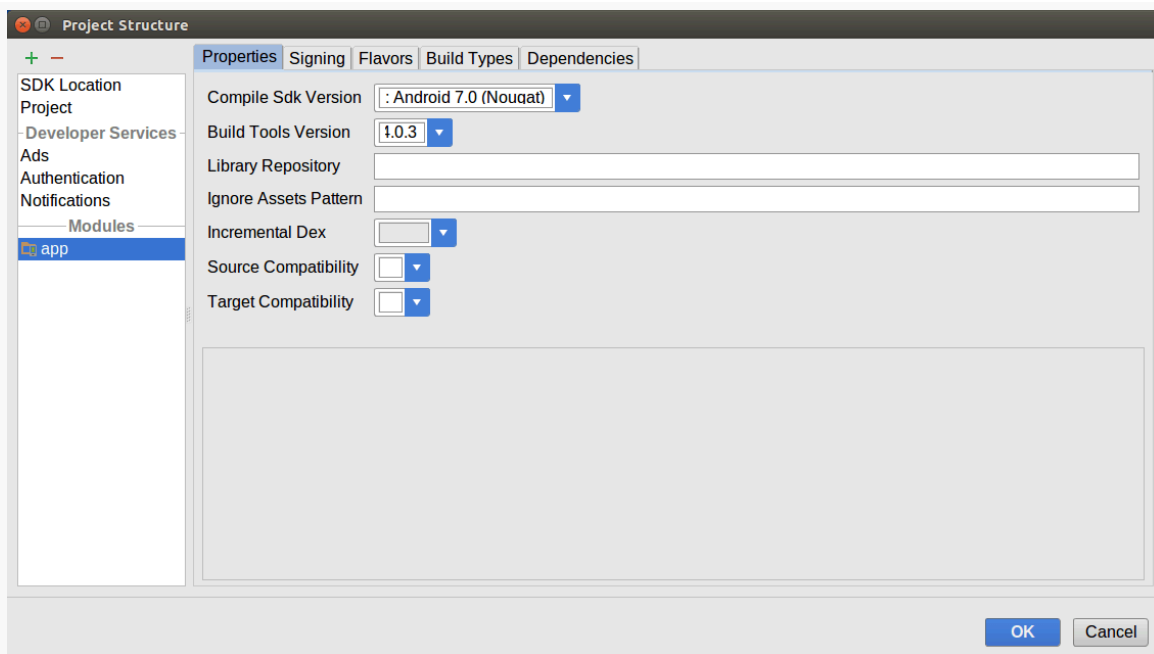 Project Structure
SDK Location
Project
Developer Services
Ads
Authentication
Notifications
Modules
app
Properties Signing Flavors Build Types Dependencies
Compile Sdk Version : Android 7.0 (Nougat)
Build Tools Version .0.3
Library Repository
Ignore Assets Pattern
Incremental Dex
Source Compatibility
Target Compatibility
OK Cancel